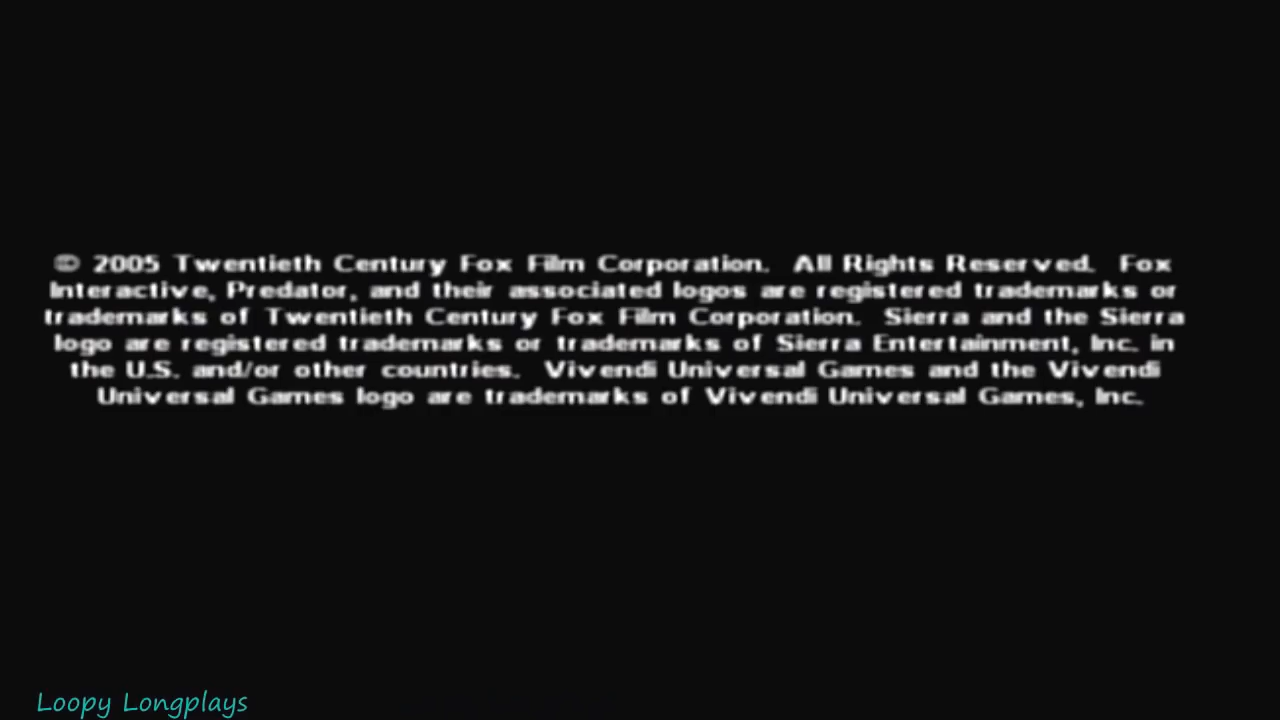 © 2005 Twentieth Century Fox Film Corporation.  All Rights Reserved.  Fox
Interactive, Predator, and their associated logos are registered trademarks or
trademarks of Twentieth Century Fox Film Corporation.  Sierra and the Sierra
logo are registered trademarks or trademarks of Sierra Entertainment, Inc. in
the U.S. and/or other countries.  Vivendi Universal Games and the Vivendi
Universal Games logo are trademarks of Vivendi Universal Games, Inc.
Loopy Longplays